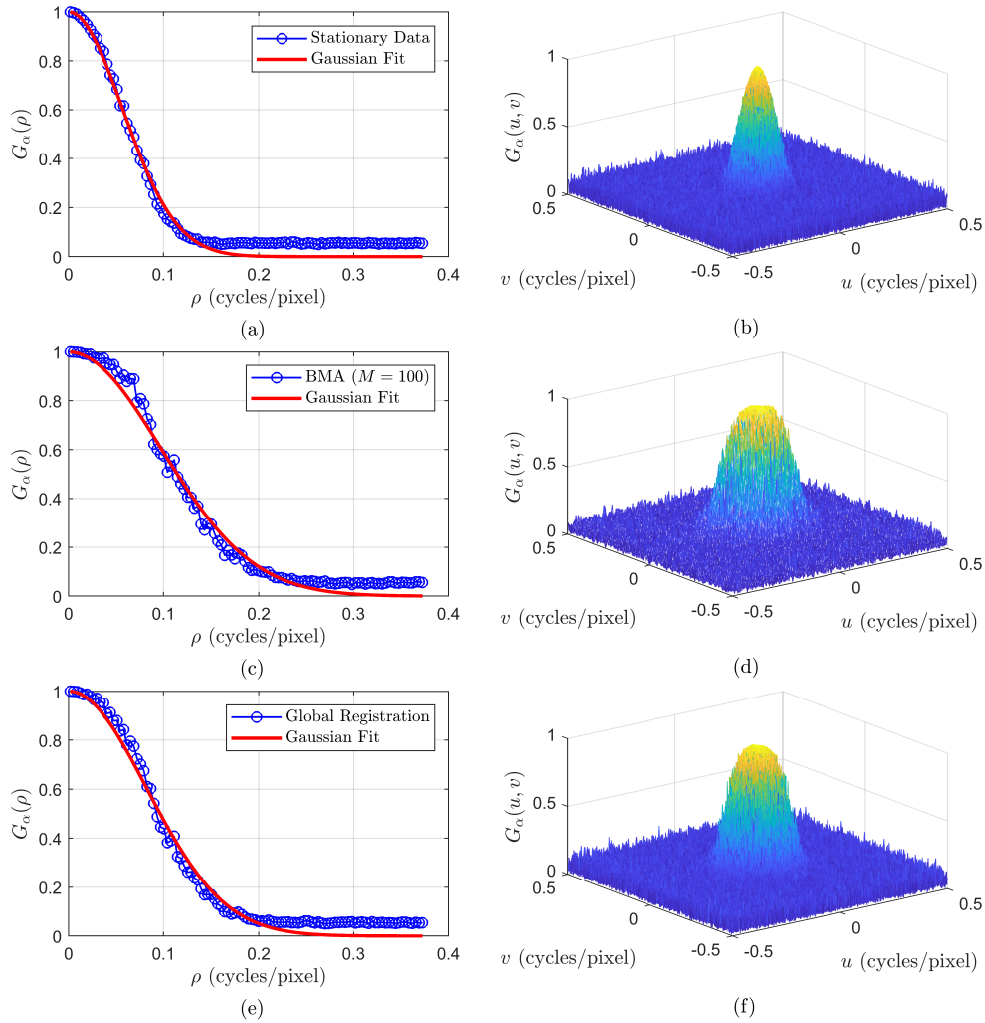 1
0.8
0.6
0.4
0.2
0
0
0.1
0.2
0.3
0.4
G_α(ρ)
ρ (cycles/pixel)
Stationary Data
Gaussian Fit
(a)
1
0.5
0
0.5
0
-0.5
-0.5
0
0.5
G_α(u, v)
v (cycles/pixel)
u (cycles/pixel)
(b)
1
0.8
0.6
0.4
0.2
0
0
0.1
0.2
0.3
0.4
G_α(ρ)
ρ (cycles/pixel)
BMA (M = 100)
Gaussian Fit
(c)
1
0.5
0
0.5
0
-0.5
-0.5
0
0.5
G_α(u, v)
v (cycles/pixel)
u (cycles/pixel)
(d)
1
0.8
0.6
0.4
0.2
0
0
0.1
0.2
0.3
0.4
G_α(ρ)
ρ (cycles/pixel)
Global Registration
Gaussian Fit
(e)
1
0.5
0
0.5
0
-0.5
-0.5
0
0.5
G_α(u, v)
v (cycles/pixel)
u (cycles/pixel)
(f)